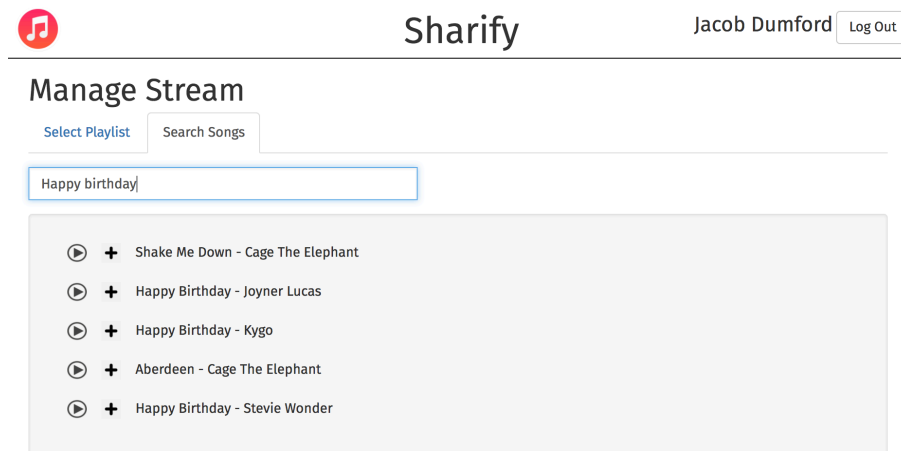 Sharify
Jacob Dumford
Log Out
Manage Stream
Select Playlist
Search Songs
Happy birthday
Shake Me Down - Cage The Elephant
Happy Birthday - Joyner Lucas
Happy Birthday - Kygo
Aberdeen - Cage The Elephant
Happy Birthday - Stevie Wonder